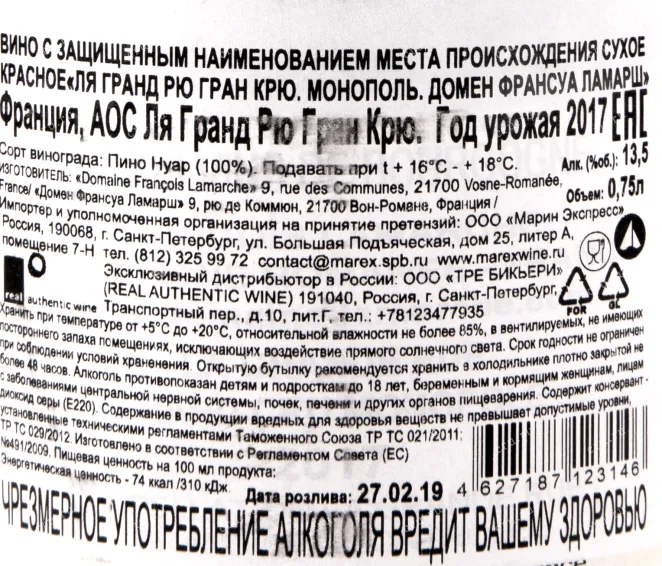 ВИНО С ЗАЩИЩЕННЫМ НАИМЕНОВАНИЕМ МЕСТА ПРОИСХОЖДЕНИЯ СУХОЕ
КРАСНОЕ«ЛЯ ГРАНД РЮ ГРАН КРЮ. МОНОПОЛЬ. ДОМЕН ФРАНСУА ЛАМАРШ»
Франция, АОС Ля Гранд Рю Гран Крю. Год урожая 2017 EAC
Сорт винограда: Пино Нуар (100%). Подавать при t + 16°C - + 18°C. Алк. (%об.): 13,5
ИЗГОТОВИТЕЛЬ: «Domaine François Lamarche» 9, rue des Communes, 21700 Vosne-Romanée,
France/ «Домен Франсуа Ламарш» 9, рю де Коммюн, 21700 Вон-Романе, Франция / Объем: 0,75л
Импортер и уполномоченная организация на принятие претензий: ООО «Марин Экспресс»
Россия, 190068, г. Санкт-Петербург, ул. Большая Подъяческая, дом 25, литер А,
помещение 7-Н тел. (812) 325 99 72 contact@marex.spb.ru www.marexwine.ru
Эксклюзивный дистрибьютор в России: ООО «ТРЕ БИКЬЕРИ»
(REAL AUTHENTIC WINE) 191040, Россия, г. Санкт-Петербург,
real authentic wine Транспортный пер., д.10, лит.Г, тел.: +78123477935
FOR GL
Хранить при температуре от +5°C до +20°C, относительной влажности не более 85%, в вентилируемых, не имеющих
постороннего запаха помещениях, исключающих воздействие прямого солнечного света. Срок годности не ограничен
при соблюдении условий хранения. Открытую бутылку рекомендуется хранить в холодильнике плотно закрытой не
более 48 часов. Алкоголь противопоказан детям и подросткам до 18 лет, беременным и кормящим женщинам, лицам
с заболеваниями центральной нервной системы, почек, печени и других органов пищеварения. Содержит консервант -
диоксид серы (Е220). Содержание в продукции вредных для здоровья веществ не превышает допустимые уровни,
установленные техническими регламентами Таможенного Союза ТР ТС 021/2011;
ТР ТС 029/2012. Изготовлено в соответствии с Регламентом Совета (ЕС)
№491/2009. Пищевая ценность на 100 мл продукта:
Энергетическая ценность - 74 ккал /310 кДж
Дата розлива: 27.02.19 4 627187 123146
ЧРЕЗМЕРНОЕ УПОТРЕБЛЕНИЕ АЛКОГОЛЯ ВРЕДИТ ВАШЕМУ ЗДОРОВЬЮ